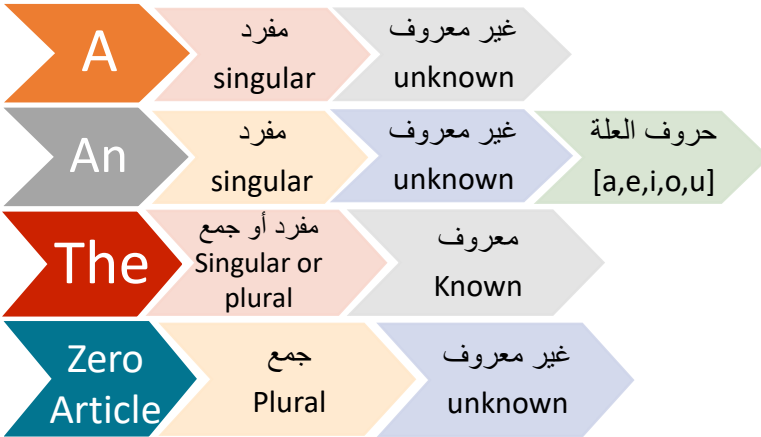 A
مفرد
singular
غير معروف
unknown
An
مفرد
singular
غير معروف
unknown
حروف العلة
[a,e,i,o,u]
The
مفرد أو جمع
Singular or
plural
معروف
Known
Zero
Article
جمع
Plural
غير معروف
unknown